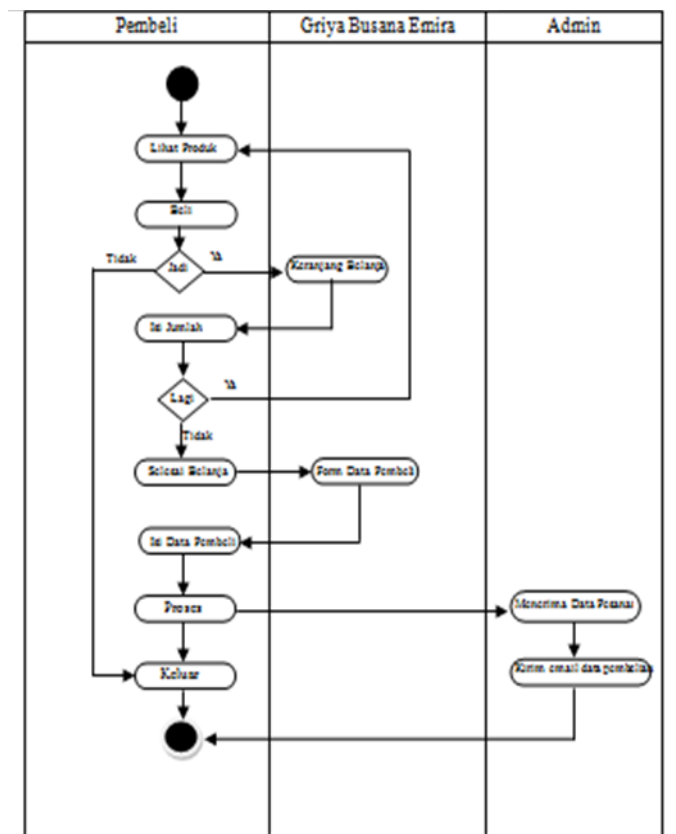 Pembeli
Griya Busana Emira
Admin
Lihat Produk
Beli
Tidak
Jadi
YA
Keranjang Belanja
Isi Jumlah
Lagi
YA
Tidak
Selesai Belanja
Form Data Pembeli
Isi Data Pembeli
Proses
Menerima Data Pesanan
Keluar
Kirim email data pembelian